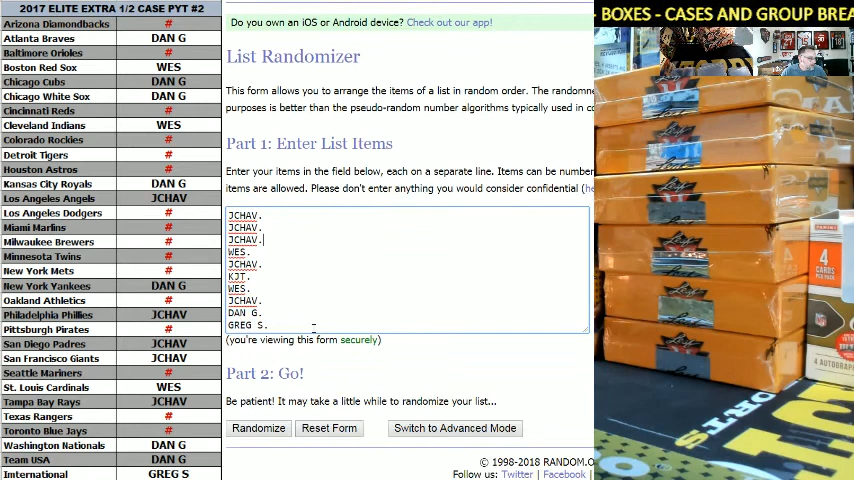 2017 ELITE EXTRA 1/2 CASE PYT #2
Arizona Diamondbacks #
Atlanta Braves DAN G
Baltimore Orioles #
Boston Red Sox WES
Chicago Cubs DAN G
Chicago White Sox DAN G
Cincinnati Reds #
Cleveland Indians WES
Colorado Rockies #
Detroit Tigers #
Houston Astros #
Kansas City Royals DAN G
Los Angeles Angels JCHAV
Los Angeles Dodgers #
Miami Marlins #
Milwaukee Brewers #
Minnesota Twins #
New York Mets #
New York Yankees DAN G
Oakland Athletics #
Philadelphia Phillies JCHAV
Pittsburgh Pirates #
San Diego Padres JCHAV
San Francisco Giants JCHAV
Seattle Mariners #
St. Louis Cardinals WES
Tampa Bay Rays JCHAV
Texas Rangers #
Toronto Blue Jays #
Washington Nationals DAN G
Team USA DAN G
International GREG S
Do you own an iOS or Android device? Check out our app!
List Randomizer
This form allows you to arrange the items of a list in random order. The randomne
purposes is better than the pseudo-random number algorithms typically used in co
Part 1: Enter List Items
Enter your items in the field below, each on a separate line. Items can be number
items are allowed. Please don't enter anything you would consider confidential (he
JCHAV.
JCHAV.
JCHAV.
WES.
JCHAV.
KJT.
WES.
JCHAV.
DAN G.
GREG S.
(you're viewing this form securely)
Part 2: Go!
Be patient! It may take a little while to randomize your list...
Randomize Reset Form Switch to Advanced Mode
© 1998-2018 RANDOM.O
Follow us: Twitter | Facebook
- BOXES - CASES AND GROUP BREA
Leaf
Leaf
Leaf
Leaf
PANINI
4
CARDS
PER PACK
NFL
4 AUTOGRAP